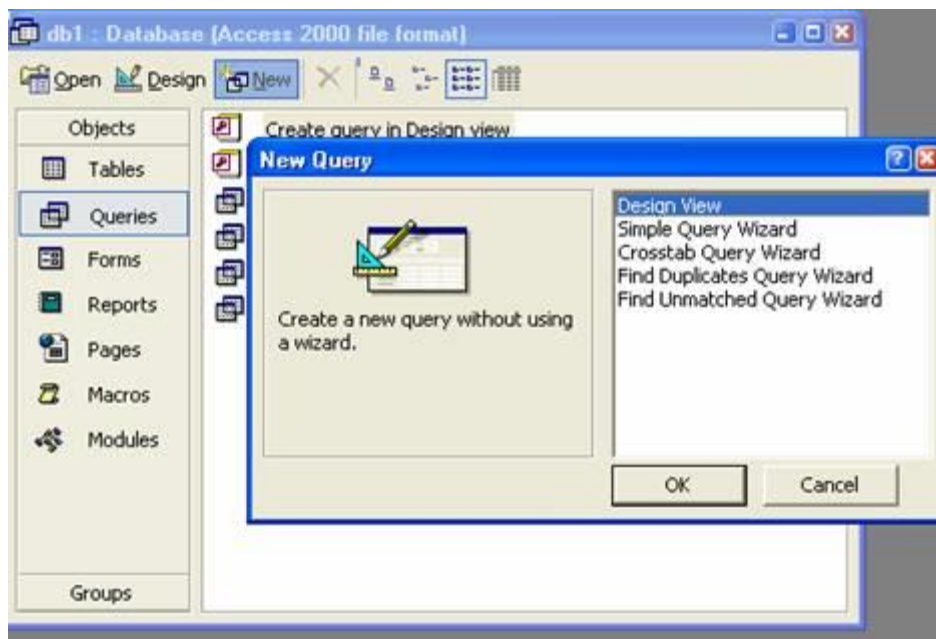 db1 : Database (Access 2000 file format)
Open Design New
Objects
Tables
Queries
Forms
Reports
Pages
Macros
Modules
Groups
Create query in Design view
New Query
Create a new query without using
a wizard.
Design View
Simple Query Wizard
Crosstab Query Wizard
Find Duplicates Query Wizard
Find Unmatched Query Wizard
OK Cancel